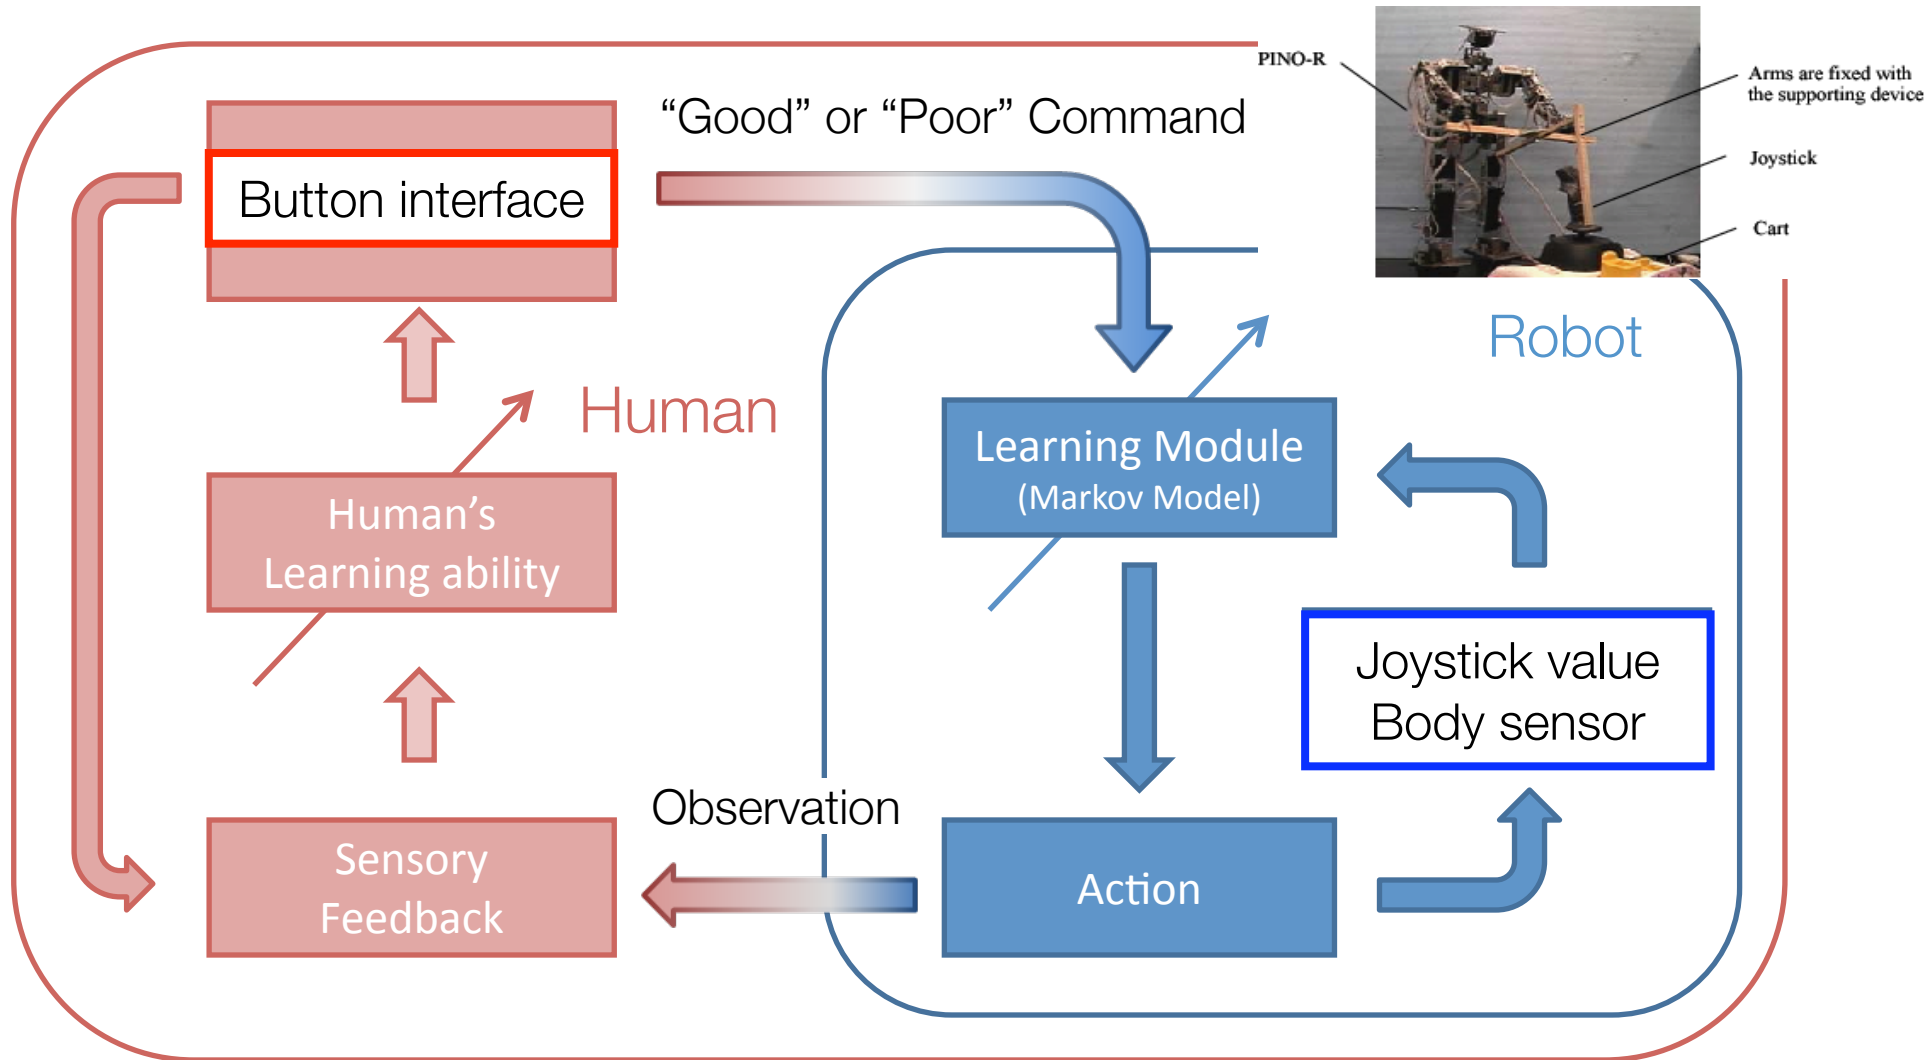 PINO-R
Arms are fixed with
the supporting device
Joystick
Cart
“Good” or “Poor” Command
Button interface
Human
Robot
Learning Module
(Markov Model)
Human’s
Learning ability
Joystick value
Body sensor
Observation
Sensory
Feedback
Action